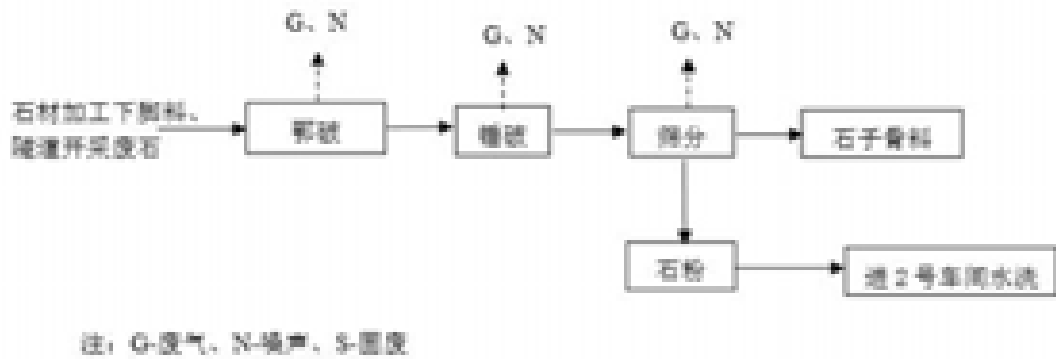 G、N
G、N
G、N
石材加工下脚料、
隧道开采废石
鄂破
锤破
筛分
石子骨料
石粉
进2号车间水洗
注：G-废气、N-噪声、S-固废